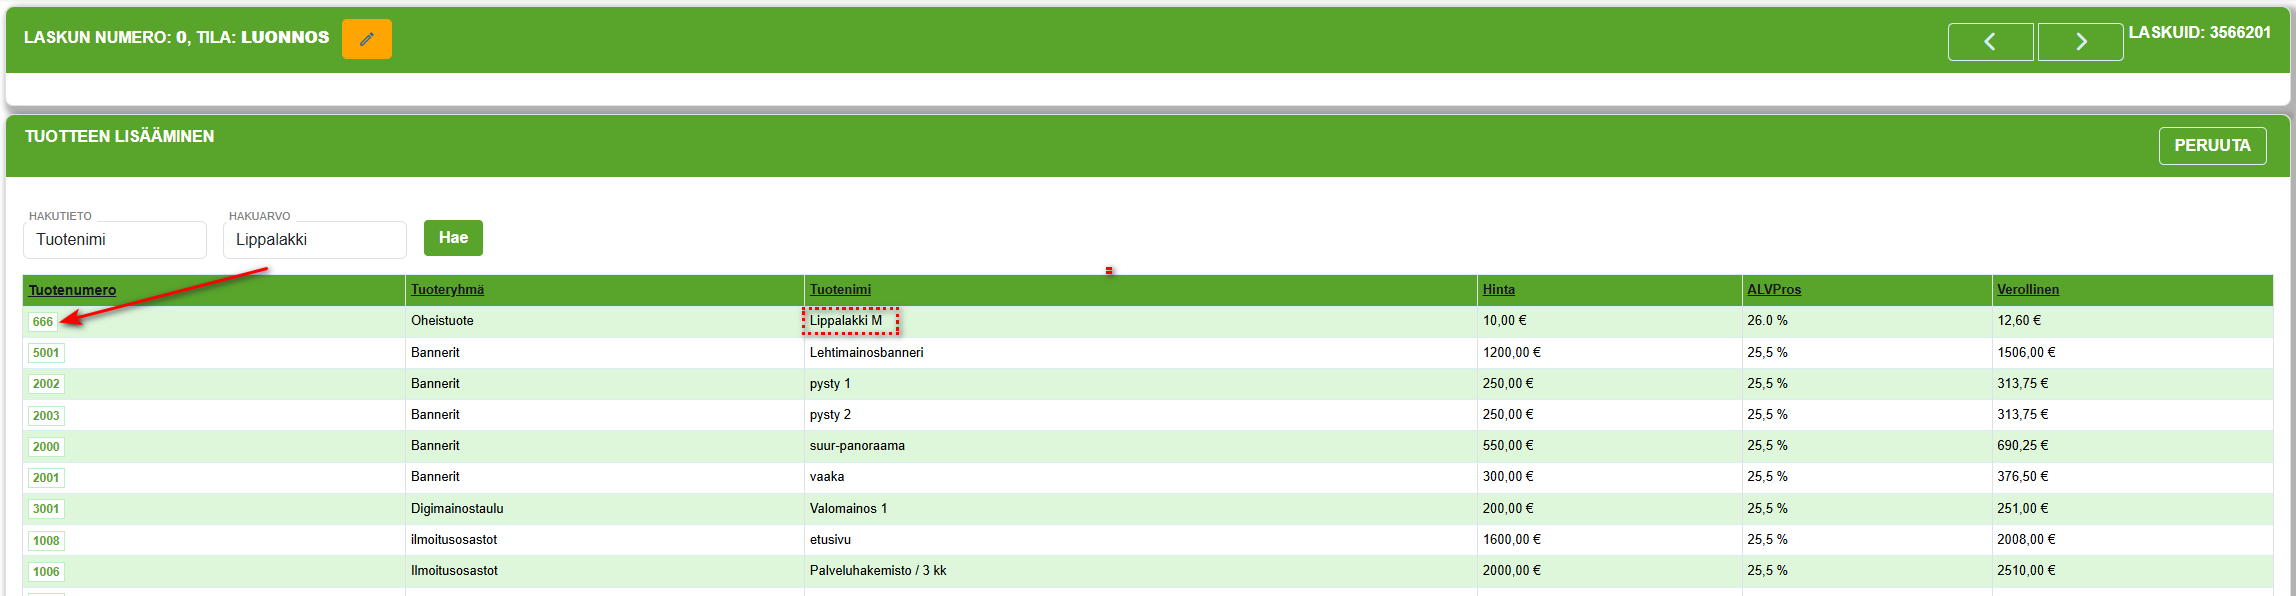 LASKUN NUMERO: 0, TILA: LUONNOS
LASKUID: 3566201
TUOTTEEN LISÄÄMINEN
PERUUTA
HAKUTIETO HAKUARVO
Tuotenimi Lippalakki Hae
Tuotenumero Tuoteryhmä Tuotenimi Hinta ALVPros Verollinen
666 Oheistuote Lippalakki M 10,00 € 26.0 % 12,60 €
5001 Bannerit Lehtimainosbanneri 1200,00 € 25,5 % 1506,00 €
2002 Bannerit pysty 1 250,00 € 25,5 % 313,75 €
2003 Bannerit pysty 2 250,00 € 25,5 % 313,75 €
2000 Bannerit suur-panoraama 550,00 € 25,5 % 690,25 €
2001 Bannerit vaaka 300,00 € 25,5 % 376,50 €
3001 Digimainostaulu Valomainos 1 200,00 € 25,5 % 251,00 €
1008 ilmoitusosastot etusivu 1600,00 € 25,5 % 2008,00 €
1006 Ilmoitusosastot Palveluhakemisto / 3 kk 2000,00 € 25,5 % 2510,00 €